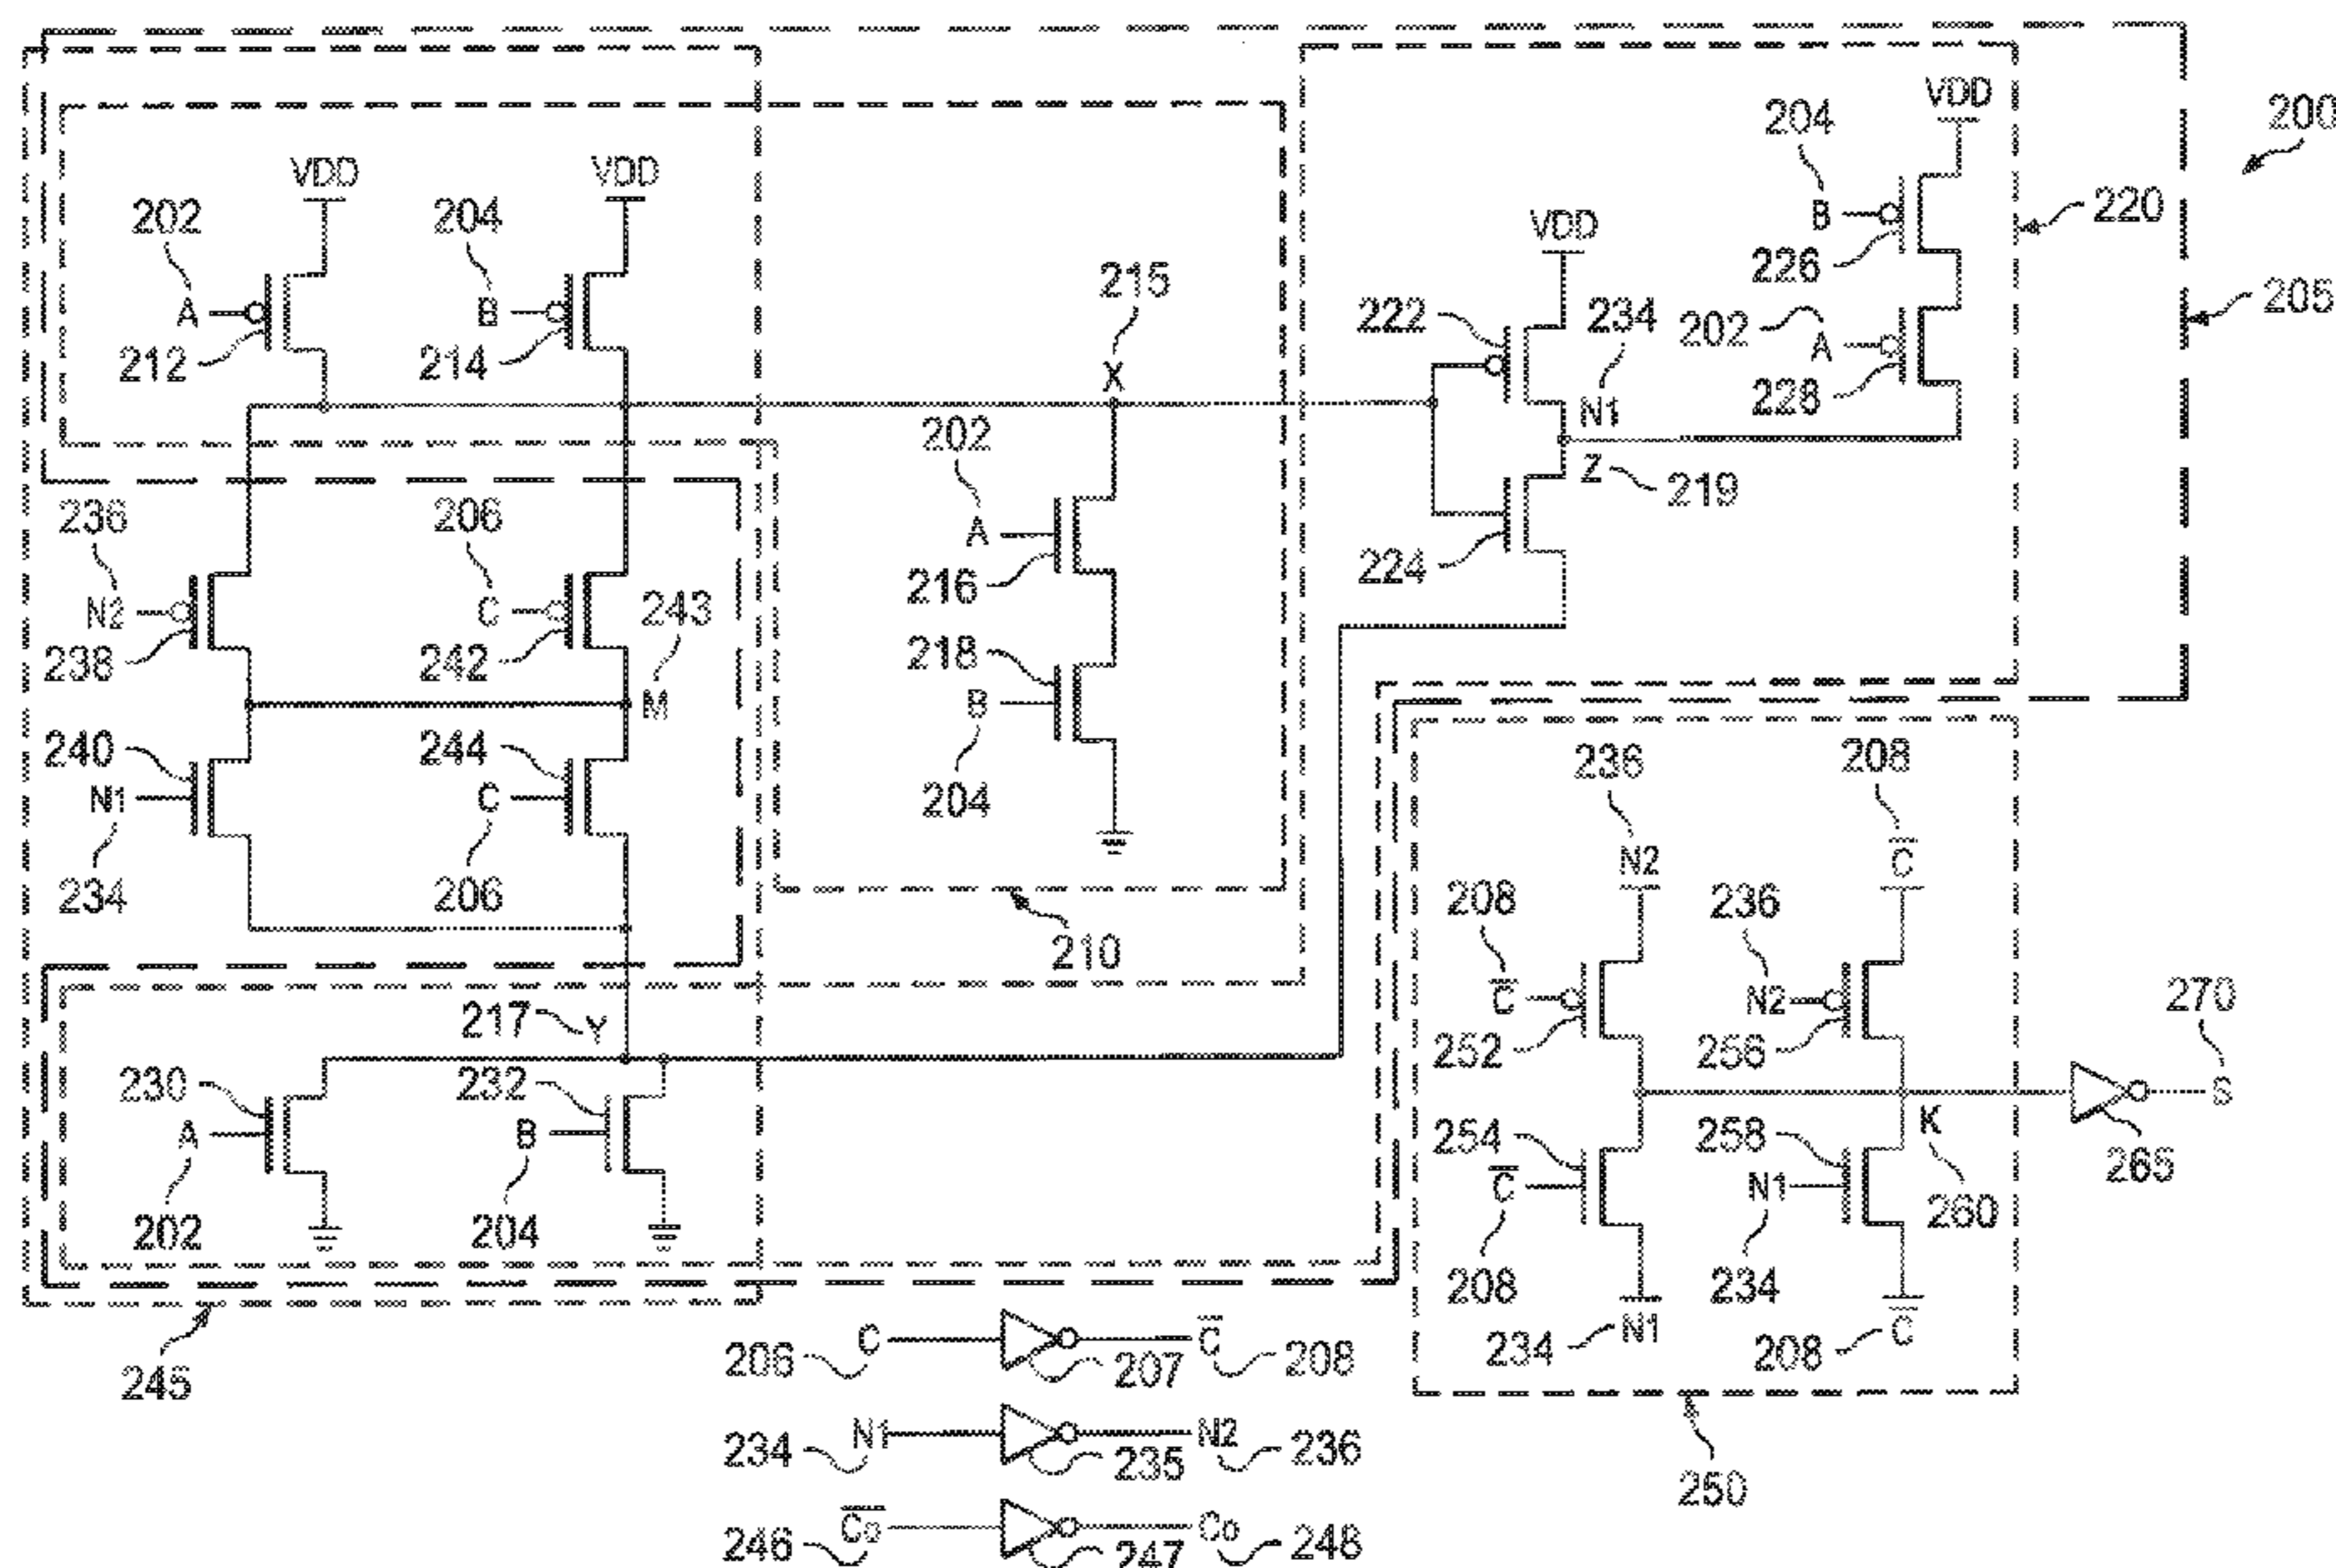 VDD
204
200
202
VDD
204
VDD
B
220
226
VDD
215
222
234
202
A
205
A
212
B
214
X
N1
228
202
Z
219
236
206
A
216
224
N2
238
C
242
243
M
218
B
204
240
244
N1
C
234
206
236
208
N2
C̅
210
208
236
217
Y
C̅
252
N2
256
270
S
230
232
K
265
A
B
254
258
260
202
204
C̅
N1
208
234
234
N1
208
C̅
245
206
C
207
C̅
208
234
N1
235
N2
236
250
246
C̅o̅
247
Co
248